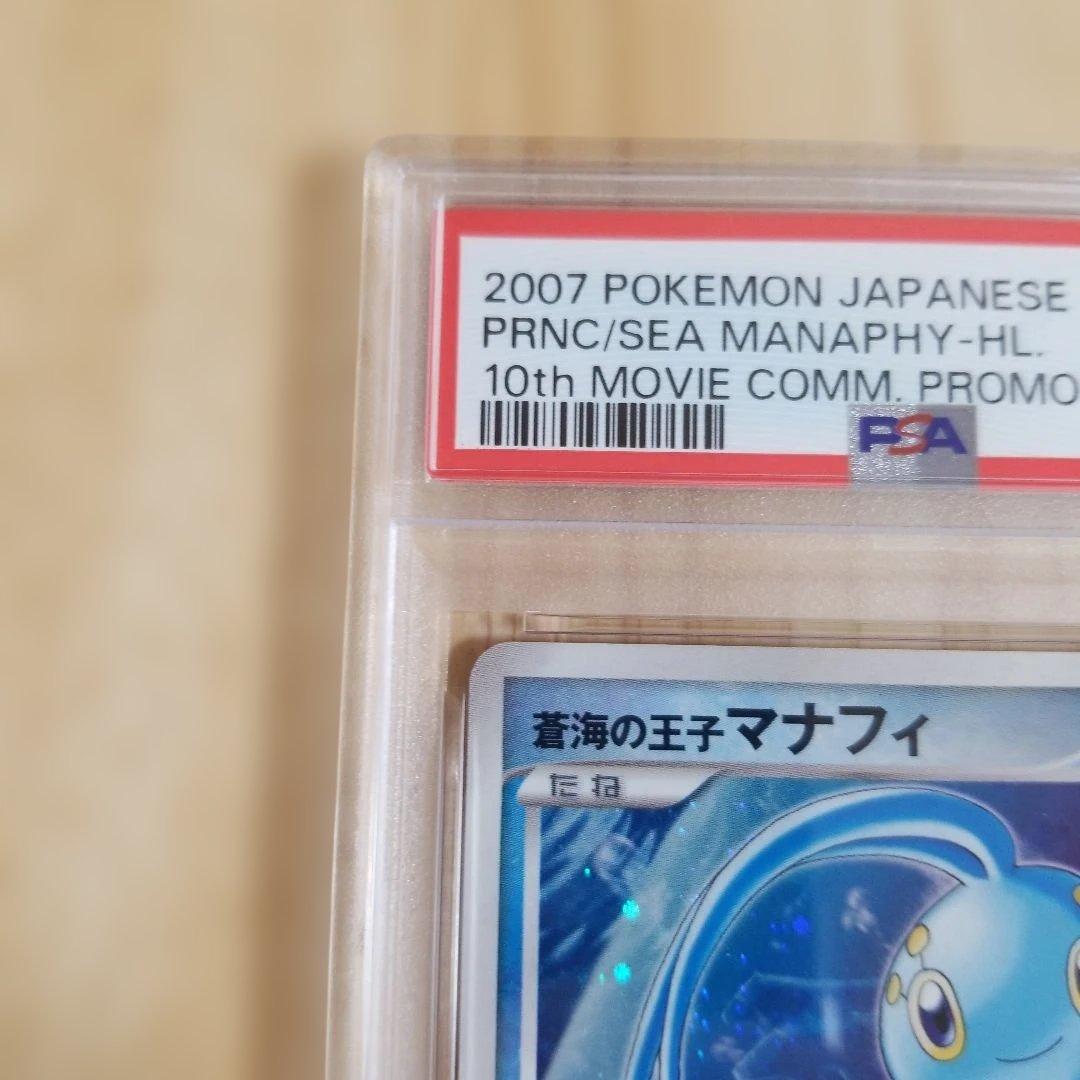 2007 POKEMON JAPANESE
PRNC/SEA MANAPHY-HL.
10th MOVIE COMM. PROMO
PSA
蒼海の王子マナフィ
たね